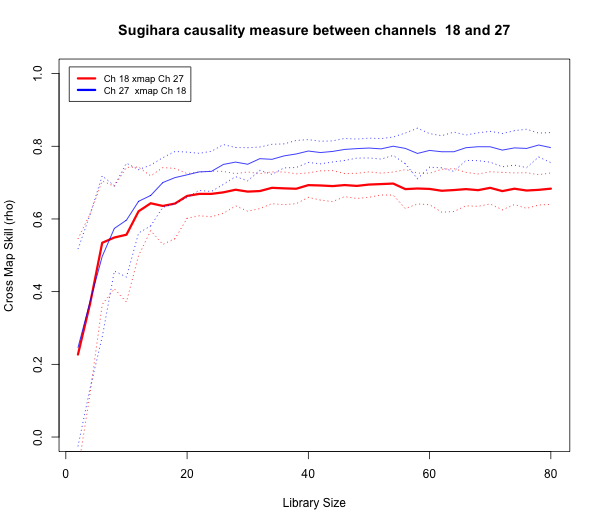 Sugihara causality measure between channels  18 and 27
Ch 18 xmap Ch 27
Ch 27  xmap Ch 18
Cross Map Skill (rho)
1.0
0.8
0.6
0.4
0.2
0.0
0 20 40 60 80
Library Size